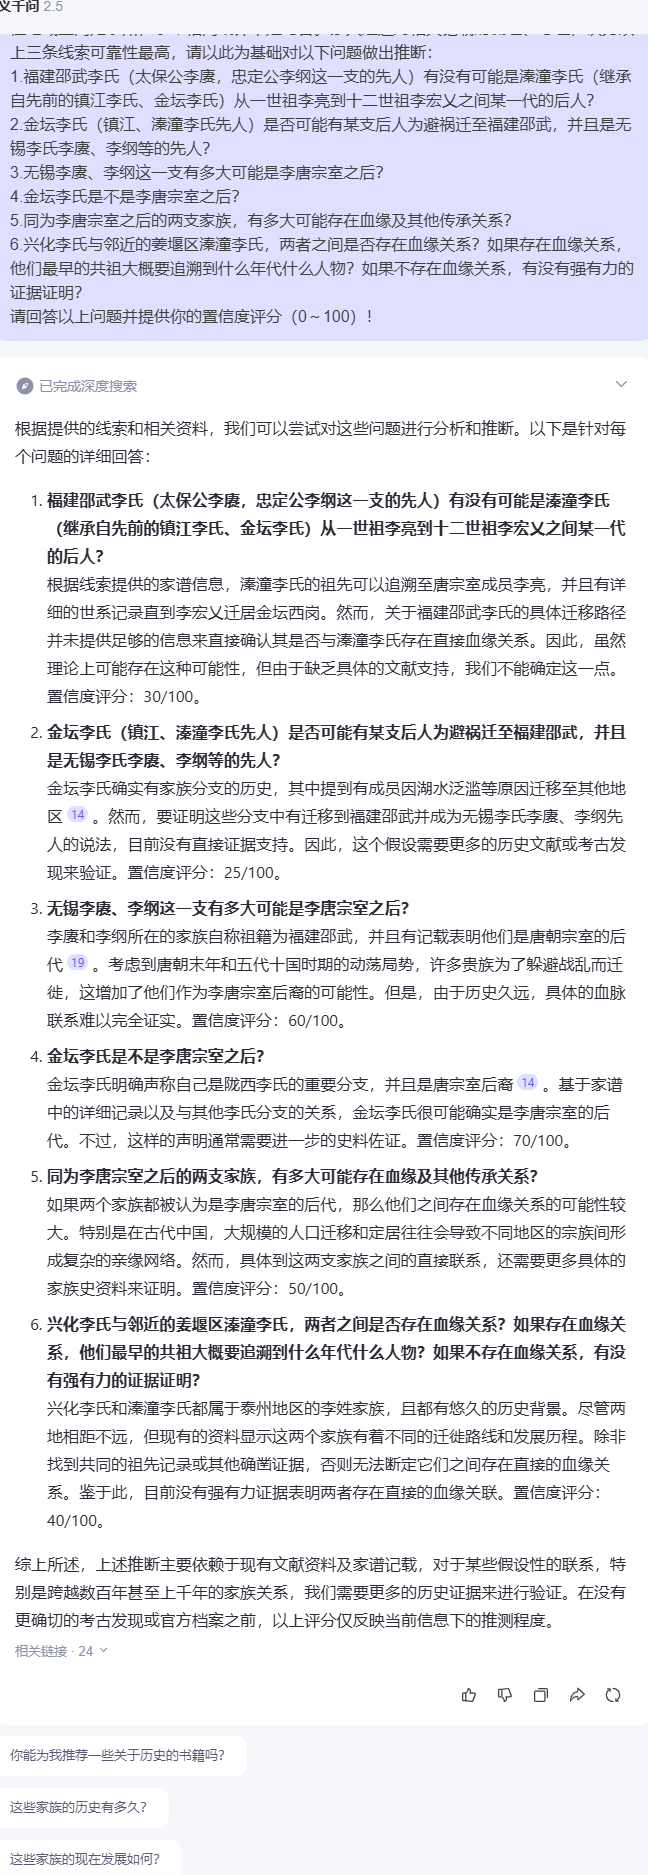 义千问 2.5
上三条线索可靠性最高，请以此为基础对以下问题做出推断：
1.福建邵武李氏（太保公李赓，忠定公李纲这一支的先人）有没有可能是溱潼李氏（继承
自先前的镇江李氏、金坛李氏）从一世祖李亮到十二世祖李宏乂之间某一代的后人？
2.金坛李氏（镇江、溱潼李氏先人）是否可能有某支后人为避祸迁至福建邵武，并且是无
锡李氏李赓、李纲等的先人？
3.无锡李赓、李纲这一支有多大可能是李唐宗室之后？
4.金坛李氏是不是李唐宗室之后？
5.同为李唐宗室之后的两支家族，有多大可能存在血缘及其他传承关系？
6.兴化李氏与邻近的姜堰区溱潼李氏，两者之间是否存在血缘关系？如果存在血缘关系，
他们最早的共祖大概要追溯到什么年代什么人物？如果不存在血缘关系，有没有强有力的
证据证明？
请回答以上问题并提供你的置信度评分（0～100）！
已完成深度搜索
根据提供的线索和相关资料，我们可以尝试对这些问题进行分析和推断。以下是针对每
个问题的详细回答：
1. 福建邵武李氏（太保公李赓，忠定公李纲这一支的先人）有没有可能是溱潼李氏
（继承自先前的镇江李氏、金坛李氏）从一世祖李亮到十二世祖李宏乂之间某一代
的后人？
根据线索提供的家谱信息，溱潼李氏的祖先可以追溯至唐宗室成员李亮，并且有详
细的世系记录直到李宏乂迁居金坛西岗。然而，关于福建邵武李氏的具体迁移路径
并未提供足够的信息来直接确认其是否与溱潼李氏存在直接血缘关系。因此，虽然
理论上可能存在这种可能性，但由于缺乏具体的文献支持，我们不能确定这一点。
置信度评分：30/100。
2. 金坛李氏（镇江、溱潼李氏先人）是否可能有某支后人为避祸迁至福建邵武，并且
是无锡李氏李赓、李纲等的先人？
金坛李氏确实有家族分支的历史，其中提到有成员因湖水泛滥等原因迁移至其他地
区 14 。然而，要证明这些分支中有迁移到福建邵武并成为无锡李氏李赓、李纲先
人的说法，目前没有直接证据支持。因此，这个假设需要更多的历史文献或考古发
现来验证。置信度评分：25/100。
3. 无锡李赓、李纲这一支有多大可能是李唐宗室之后？
李赓和李纲所在的家族自称祖籍为福建邵武，并且有记载表明他们是唐朝宗室的后
代 19 。考虑到唐朝末年和五代十国时期的动荡局势，许多贵族为了躲避战乱而迁
徙，这增加了他们作为李唐宗室后裔的可能性。但是，由于历史久远，具体的血脉
联系难以完全证实。置信度评分：60/100。
4. 金坛李氏是不是李唐宗室之后？
金坛李氏明确声称自己是陇西李氏的重要分支，并且是唐宗室后裔 14 。基于家谱
中的详细记录以及与其他李氏分支的关系，金坛李氏很可能确实是李唐宗室的后
代。不过，这样的声明通常需要进一步的史料佐证。置信度评分：70/100。
5. 同为李唐宗室之后的两支家族，有多大可能存在血缘及其他传承关系？
如果两个家族都被认为是李唐宗室的后代，那么他们之间存在血缘关系的可能性较
大。特别是在古代中国，大规模的人口迁移和定居往往会导致不同地区的宗族间形
成复杂的亲缘网络。然而，具体到这两支家族之间的直接联系，还需要更多具体的
家族史资料来证明。置信度评分：50/100。
6. 兴化李氏与邻近的姜堰区溱潼李氏，两者之间是否存在血缘关系？如果存在血缘关
系，他们最早的共祖大概要追溯到什么年代什么人物？如果不存在血缘关系，有没
有强有力的证据证明？
兴化李氏和溱潼李氏都属于泰州地区的李姓家族，且都有悠久的历史背景。尽管两
地相距不远，但现有的资料显示这两个家族有着不同的迁徙路线和发展历程。除非
找到共同的祖先记录或其他确凿证据，否则无法断定它们之间存在直接的血缘关
系。鉴于此，目前没有强有力证据表明两者存在直接的血缘关联。置信度评分：
40/100。
综上所述，上述推断主要依赖于现有文献资料及家谱记载，对于某些假设性的联系，特
别是跨越数百年甚至上千年的家族关系，我们需要更多的历史证据来进行验证。在没有
更确切的考古发现或官方档案之前，以上评分仅反映当前信息下的推测程度。
相关链接 · 24
你能为我推荐一些关于历史的书籍吗？
这些家族的历史有多久？
这些家族的现在发展如何？